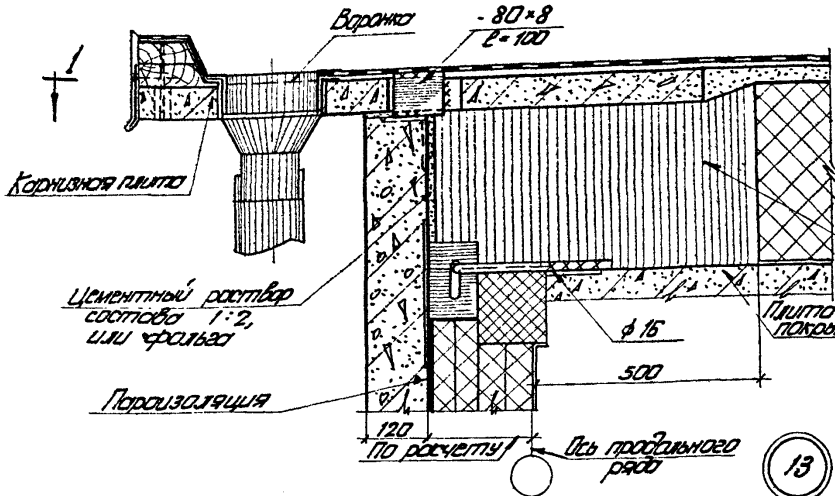 Воронка
- 80×8
ℓ=100
1
Карнизная плита
Цементный раствор
состава 1:2,
или фольга
Плита
покры
ϕ 16
500
Пароизоляция
120
По расчету
Ось продольного
ряда
13